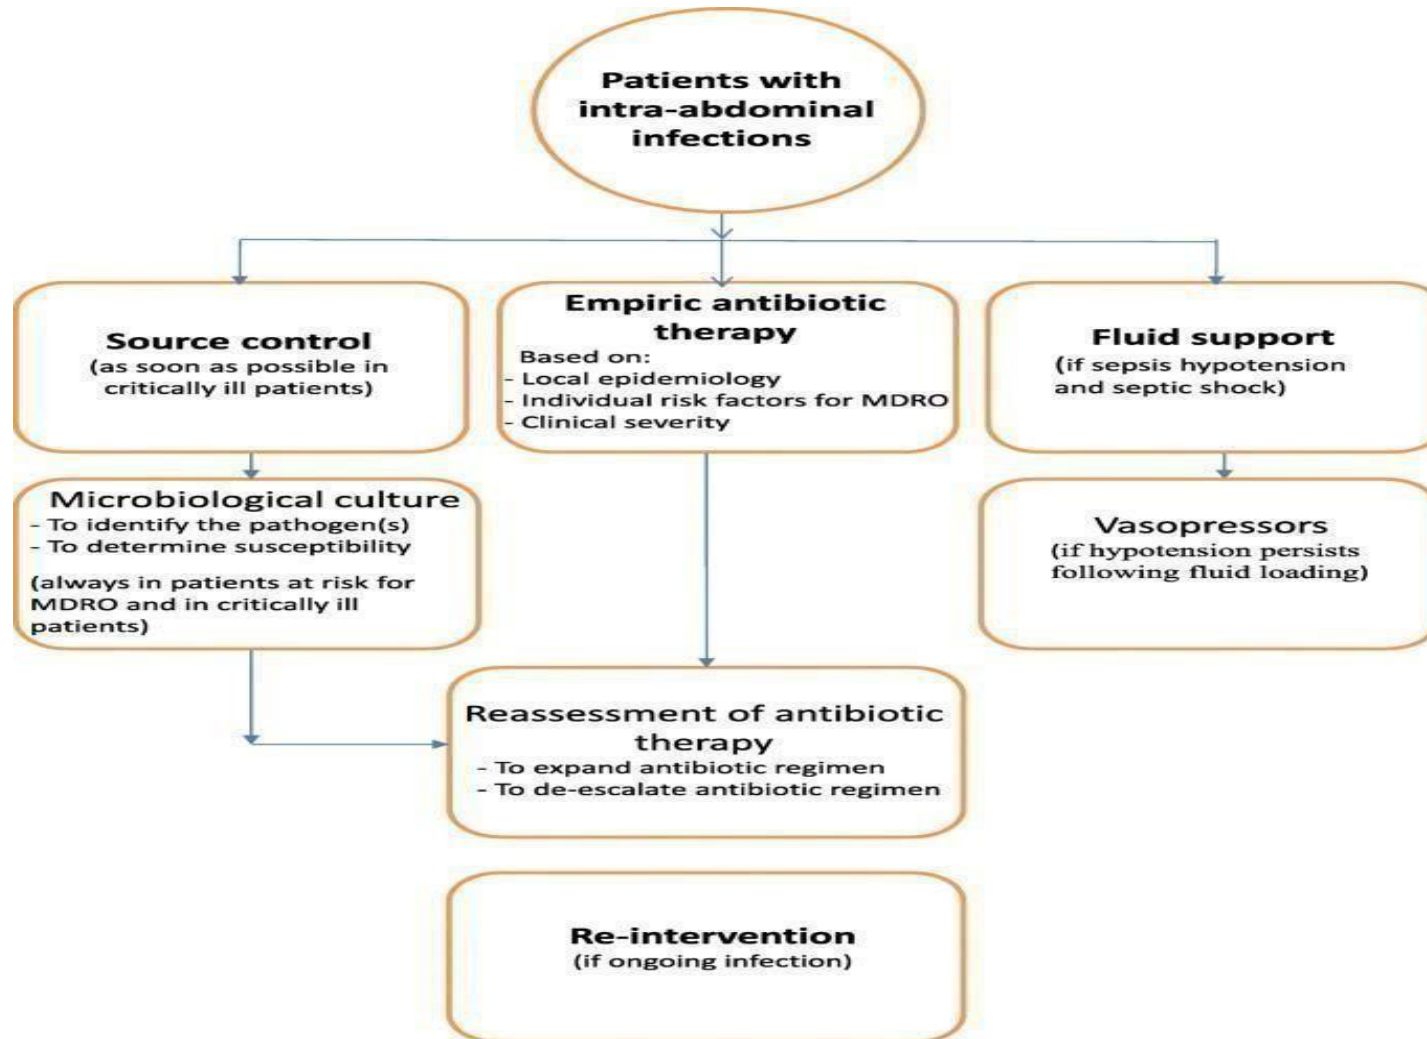 Patients with
intra-abdominal
infections
Source control
(as soon as possible in
critically ill patients)
Empiric antibiotic
therapy
Based on:
- Local epidemiology
- Individual risk factors for MDRO
- Clinical severity
Fluid support
(if sepsis hypotension
and septic shock)
Microbiological culture
- To identify the pathogen(s)
- To determine susceptibility
(always in patients at risk for
MDRO and in critically ill
patients)
Vasopressors
(if hypotension persists
following fluid loading)
Reassessment of antibiotic
therapy
- To expand antibiotic regimen
- To de-escalate antibiotic regimen
Re-intervention
(if ongoing infection)